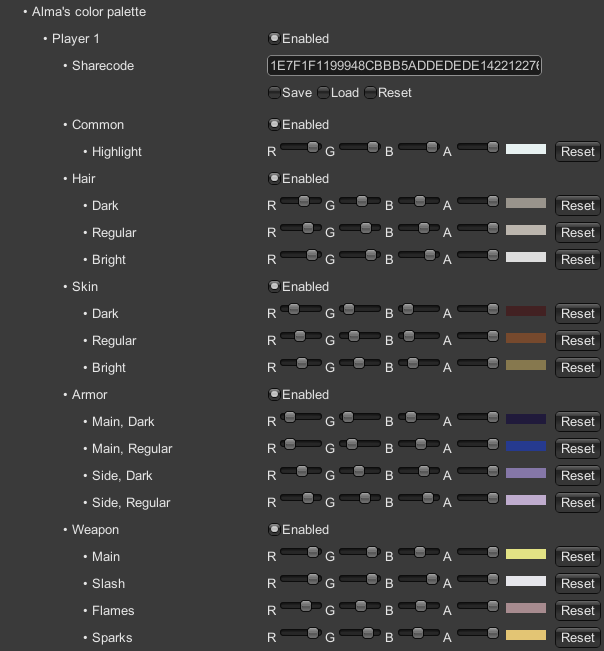 • Alma's color palette
• Player 1 Enabled
• Sharecode 1E7F1F1199948CBBB5ADDEDEDE14221227
Save Load Reset
• Common Enabled
• Highlight R G B A Reset
• Hair Enabled
• Dark R G B A Reset
• Regular R G B A Reset
• Bright R G B A Reset
• Skin Enabled
• Dark R G B A Reset
• Regular R G B A Reset
• Bright R G B A Reset
• Armor Enabled
• Main, Dark R G B A Reset
• Main, Regular R G B A Reset
• Side, Dark R G B A Reset
• Side, Regular R G B A Reset
• Weapon Enabled
• Main R G B A Reset
• Slash R G B A Reset
• Flames R G B A Reset
• Sparks R G B A Reset